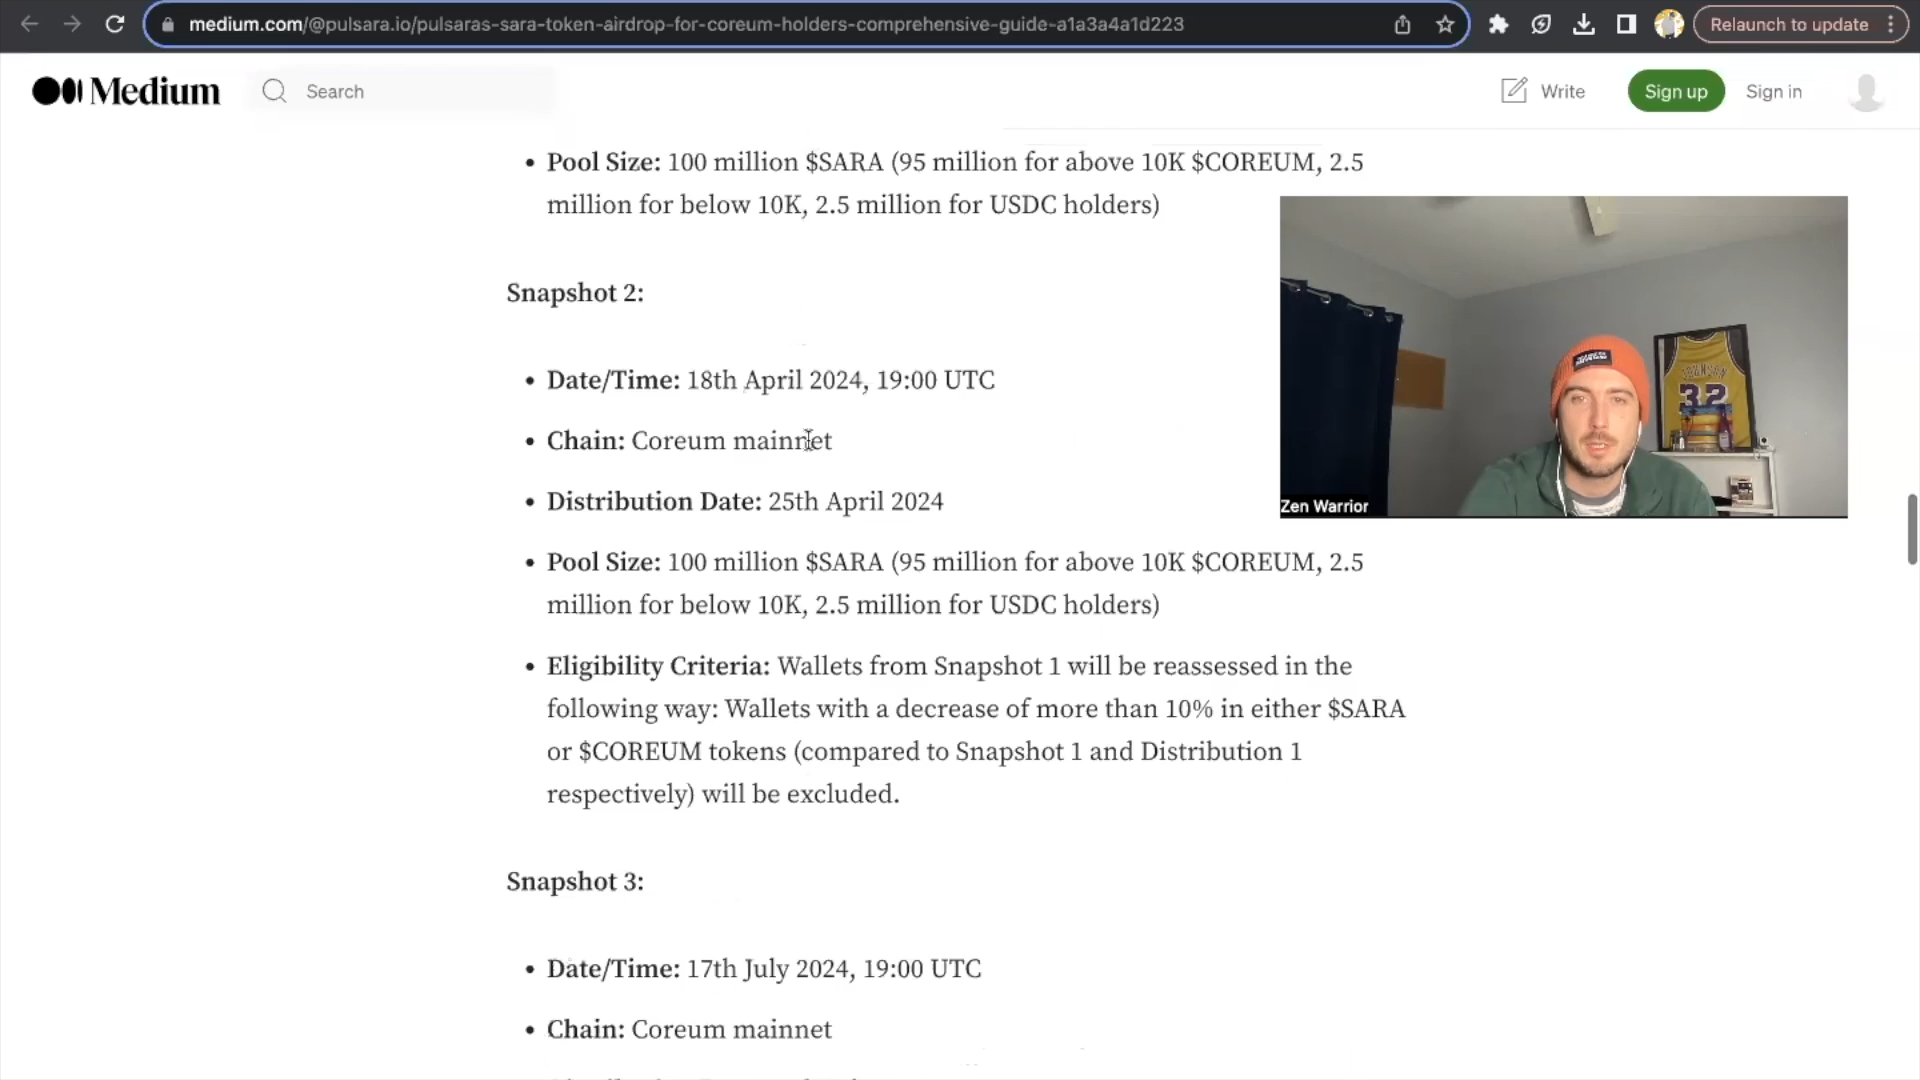 medium.com/@pulsara.io/pulsaras-sara-token-airdrop-for-coreum-holders-comprehensive-guide-a1a3a4a1d223
Relaunch to update
Medium
Search
Write
Sign up
Sign in
• Pool Size: 100 million $SARA (95 million for above 10K $COREUM, 2.5
million for below 10K, 2.5 million for USDC holders)
Snapshot 2:
• Date/Time: 18th April 2024, 19:00 UTC
• Chain: Coreum mainnet
• Distribution Date: 25th April 2024
• Pool Size: 100 million $SARA (95 million for above 10K $COREUM, 2.5
million for below 10K, 2.5 million for USDC holders)
• Eligibility Criteria: Wallets from Snapshot 1 will be reassessed in the
following way: Wallets with a decrease of more than 10% in either $SARA
or $COREUM tokens (compared to Snapshot 1 and Distribution 1
respectively) will be excluded.
Snapshot 3:
• Date/Time: 17th July 2024, 19:00 UTC
• Chain: Coreum mainnet
JOHNSON
32
Zen Warrior